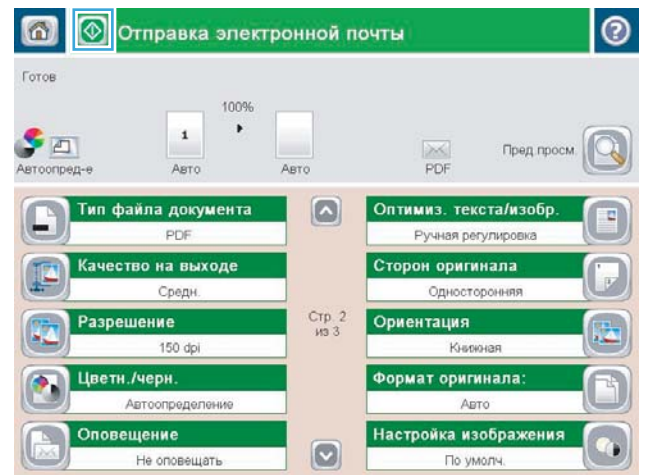 Отправка электронной почты
?
Готов
100%
1
Автоопред-е
Авто
Авто
PDF
Пред.просм.
Тип файла документа
PDF
Качество на выходе
Средн.
Разрешение
150 dpi
Цветн./черн.
Автоопределение
Оповещение
Не оповещать
Стр. 2
из 3
Оптимиз. текста/изобр.
Ручная регулировка
Сторон оригинала
Односторонняя
Ориентация
Книжная
Формат оригинала:
Авто
Настройка изображения
По умолч.